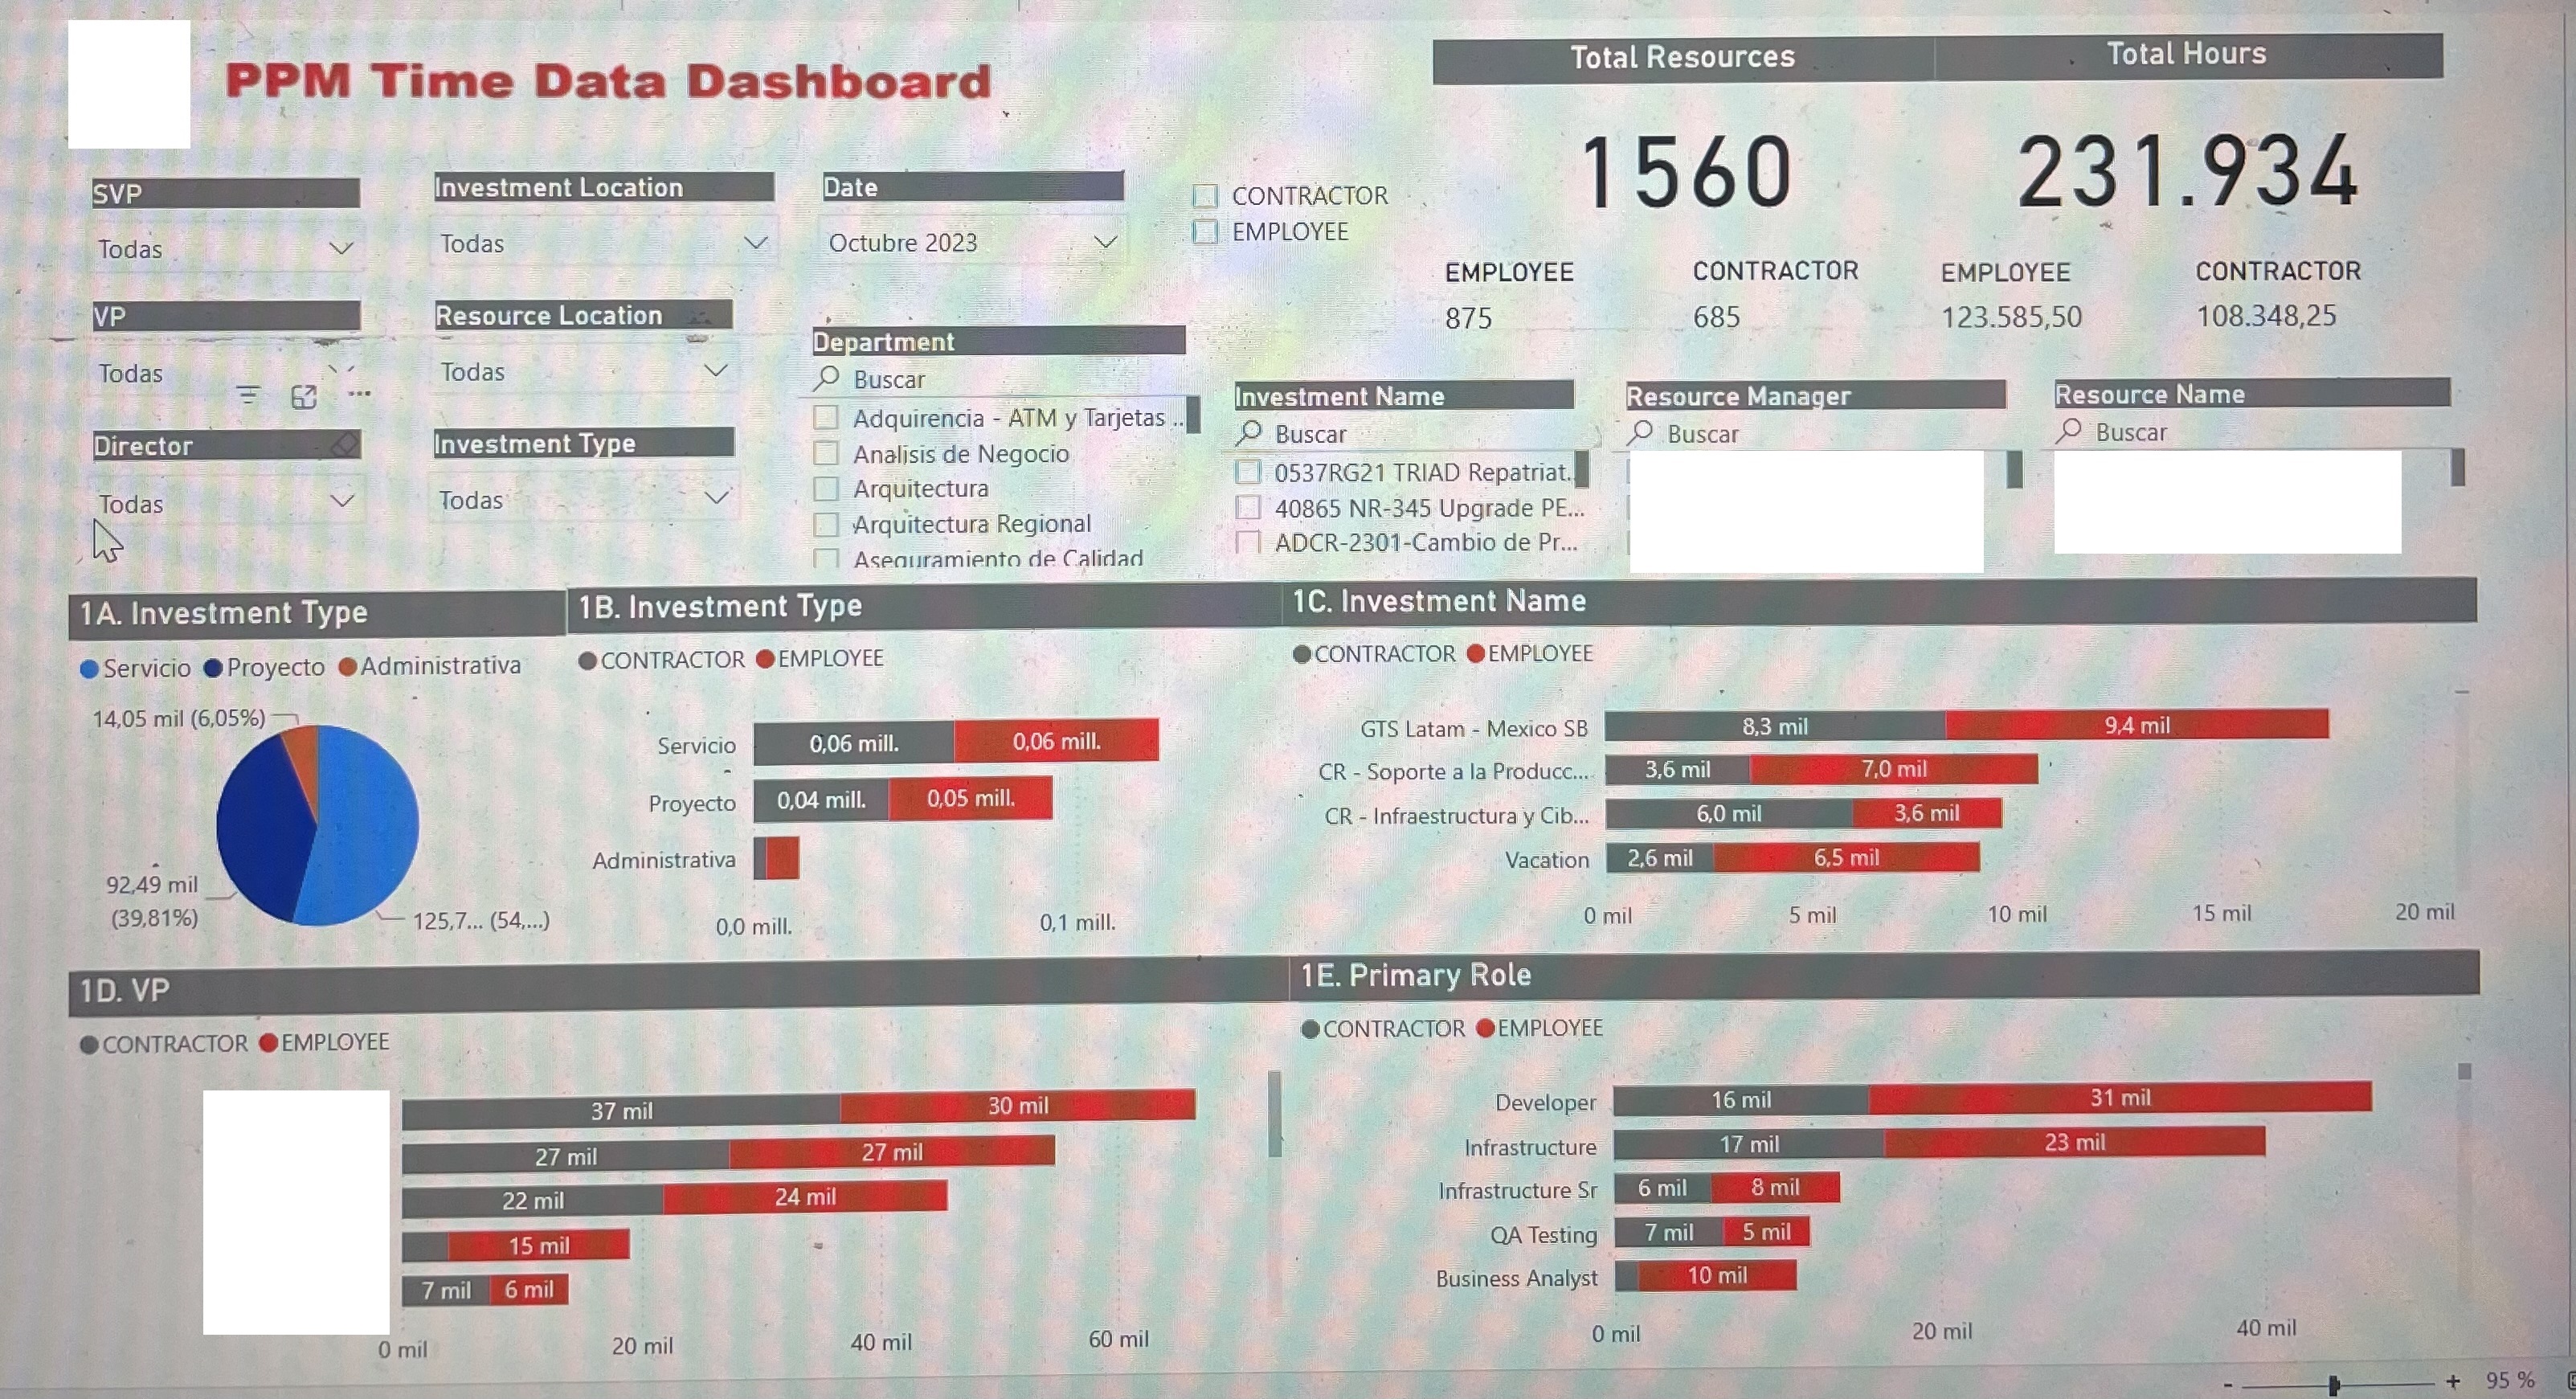 PPM Time Data Dashboard
Total Resources
Total Hours
1560
231.934
EMPLOYEE
875
CONTRACTOR
685
EMPLOYEE
123.585,50
CONTRACTOR
108.348,25
SVP
Todas
Investment Location
Todas
Date
Octubre 2023
CONTRACTOR
EMPLOYEE
VP
Todas
Resource Location
Todas
Director
Todas
Investment Type
Todas
Department
Buscar
Adquirencia - ATM y Tarjetas ...
Analisis de Negocio
Arquitectura
Arquitectura Regional
Aseguramiento de Calidad
Investment Name
Buscar
0537RG21 TRIAD Repatriat...
40865 NR-345 Upgrade PE...
ADCR-2301-Cambio de Pr...
Resource Manager
Buscar
Resource Name
Buscar
1A. Investment Type
Servicio Proyecto Administrativa
14,05 mil (6,05%)
92,49 mil
(39,81%)
125,7... (54,...)
1B. Investment Type
CONTRACTOR EMPLOYEE
Servicio 0,06 mill. 0,06 mill.
Proyecto 0,04 mill. 0,05 mill.
Administrativa
0,0 mill. 0,1 mill.
1C. Investment Name
CONTRACTOR EMPLOYEE
GTS Latam - Mexico SB 8,3 mil 9,4 mil
CR - Soporte a la Producc... 3,6 mil 7,0 mil
CR - Infraestructura y Cib... 6,0 mil 3,6 mil
Vacation 2,6 mil 6,5 mil
0 mil 5 mil 10 mil 15 mil 20 mil
1D. VP
CONTRACTOR EMPLOYEE
37 mil 30 mil
27 mil 27 mil
22 mil 24 mil
15 mil
7 mil 6 mil
0 mil 20 mil 40 mil 60 mil
1E. Primary Role
CONTRACTOR EMPLOYEE
Developer 16 mil 31 mil
Infrastructure 17 mil 23 mil
Infrastructure Sr 6 mil 8 mil
QA Testing 7 mil 5 mil
Business Analyst 10 mil
0 mil 20 mil 40 mil
- + 95 %